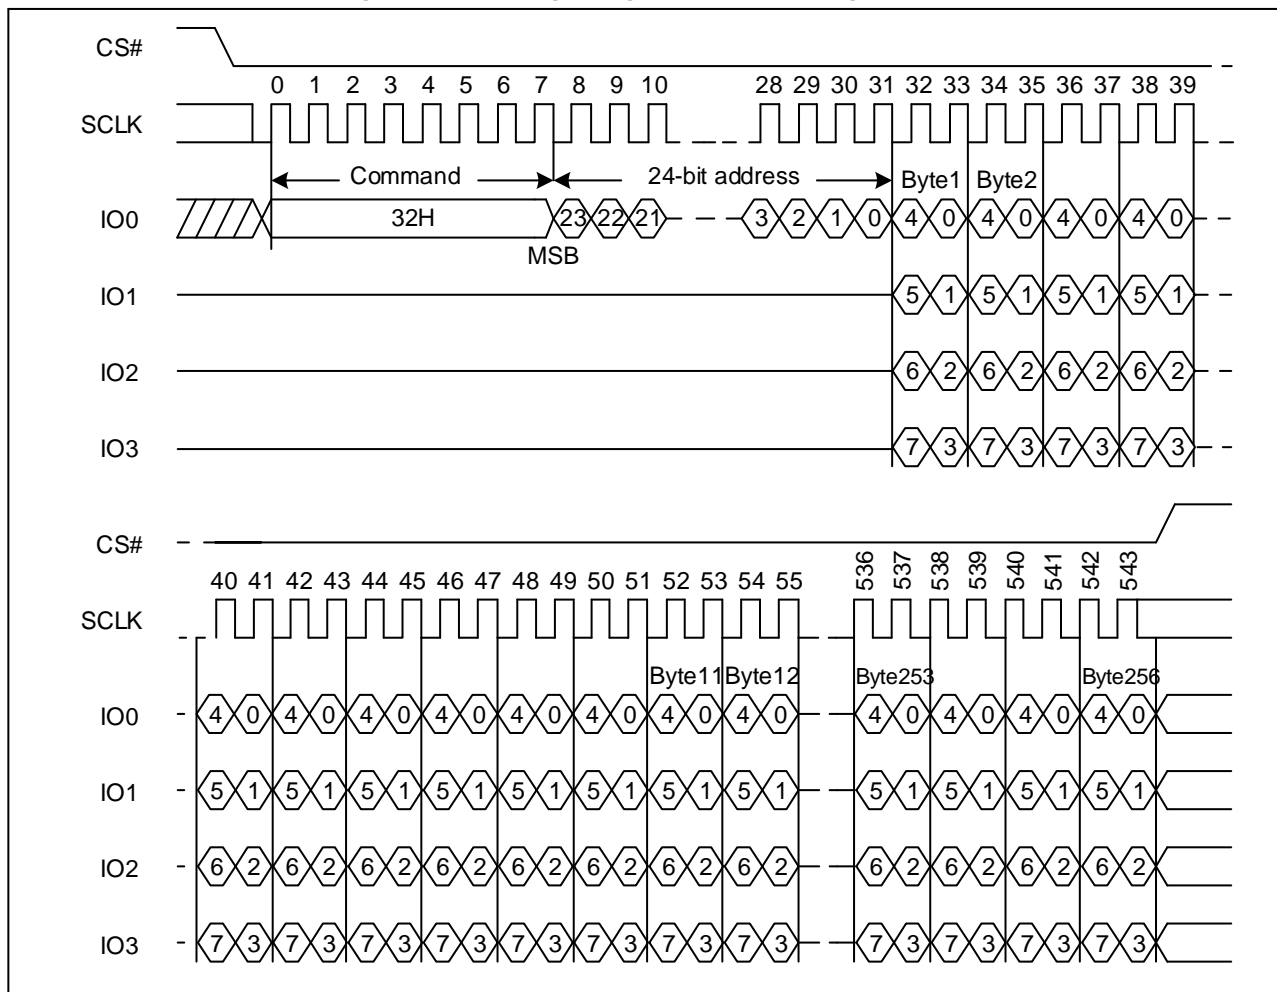 CS#
0 1 2 3 4 5 6 7 8 9 10 28 29 30 31 32 33 34 35 36 37 38 39
SCLK
Command 24-bit address Byte1 Byte2
IO0 32H 23 22 21 3 2 1 0 4 0 4 0 4 0 4 0
MSB
IO1 5 1 5 1 5 1 5 1
IO2 6 2 6 2 6 2 6 2
IO3 7 3 7 3 7 3 7 3
CS#
40 41 42 43 44 45 46 47 48 49 50 51 52 53 54 55 536 537 538 539 540 541 542 543
SCLK
Byte11 Byte12 Byte253 Byte256
IO0 4 0 4 0 4 0 4 0 4 0 4 0 4 0 4 0 4 0 4 0 4 0 4 0
IO1 5 1 5 1 5 1 5 1 5 1 5 1 5 1 5 1 5 1 5 1 5 1 5 1
IO2 6 2 6 2 6 2 6 2 6 2 6 2 6 2 6 2 6 2 6 2 6 2 6 2
IO3 7 3 7 3 7 3 7 3 7 3 7 3 7 3 7 3 7 3 7 3 7 3 7 3